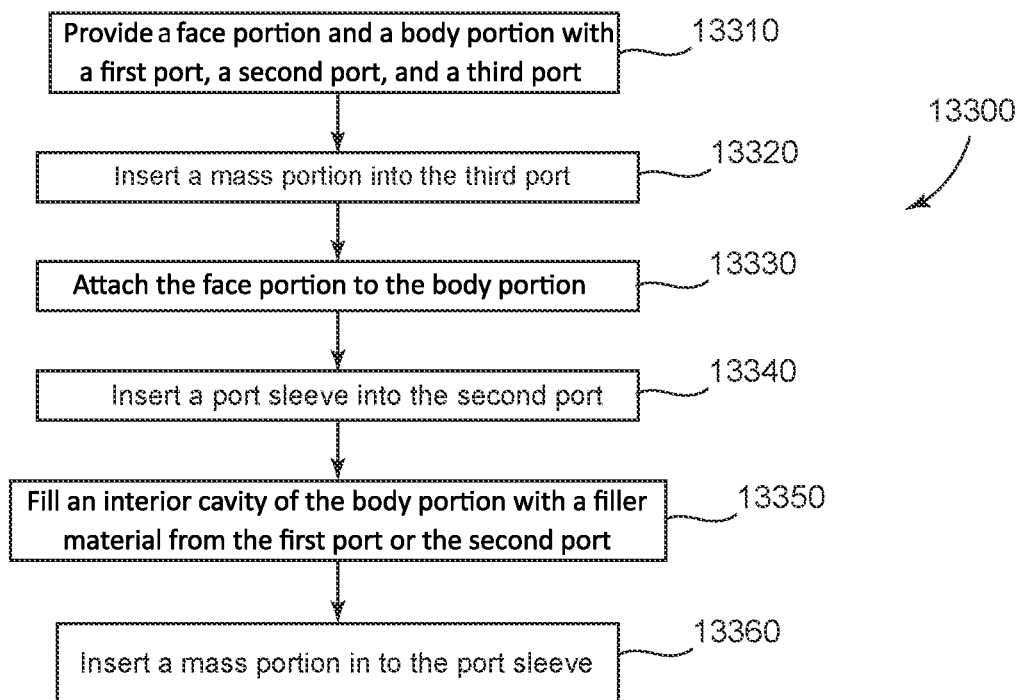 Provide a face portion and a body portion with
a first port, a second port, and a third port
13310
13300
Insert a mass portion into the third port
13320
Attach the face portion to the body portion
13330
Insert a port sleeve into the second port
13340
Fill an interior cavity of the body portion with a filler
material from the first port or the second port
13350
Insert a mass portion in to the port sleeve
13360